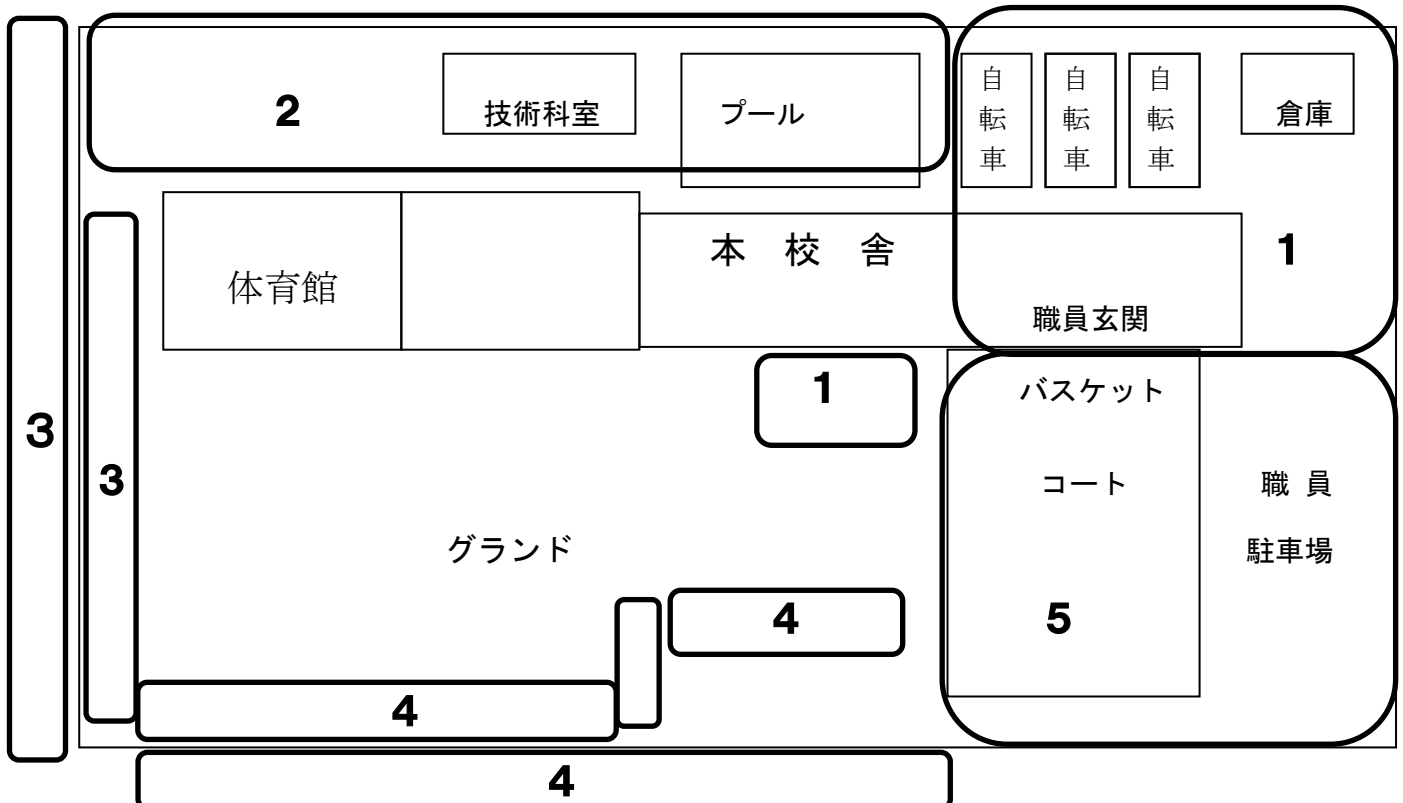 2
技術科室
プール
自転車
自転車
自転車
倉庫
体育館
本 校 舎
1
職員玄関
1
バスケット
コート
3
3
職 員
駐車場
グランド
4
5
4
4